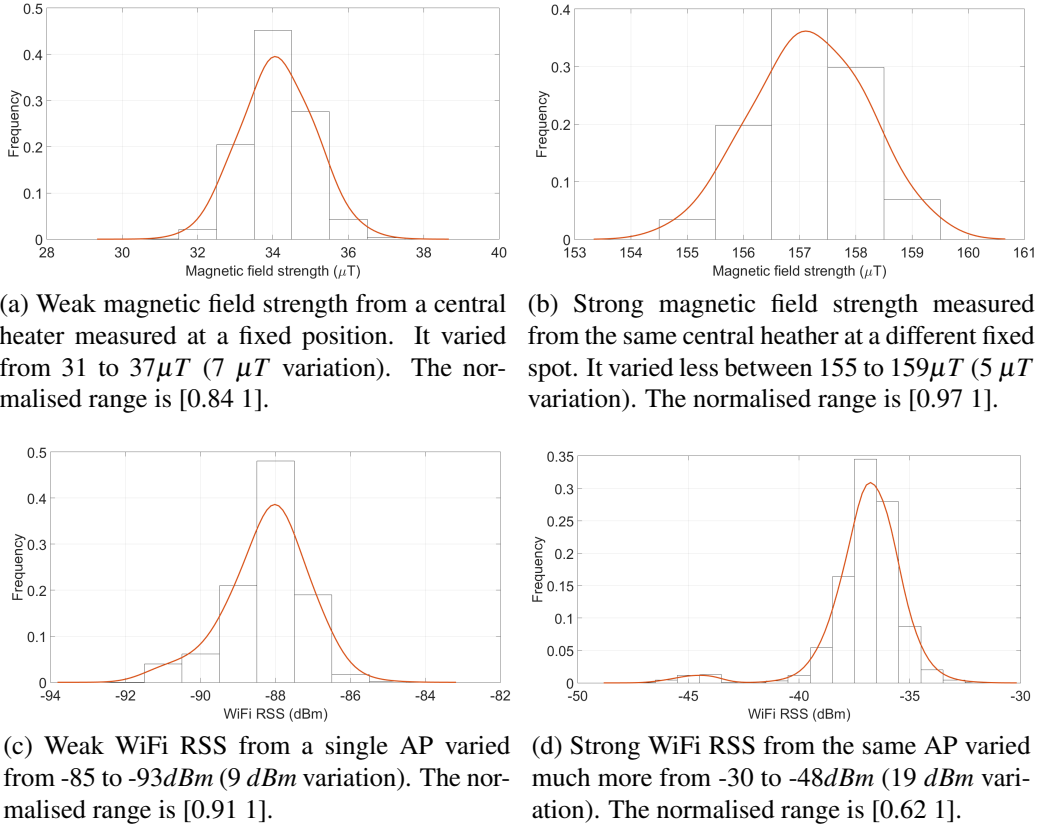 0.5
0.4
0.3
0.2
0.1
0
Frequency
28 30 32 34 36 38 40
Magnetic field strength (μT)
0.4
0.3
0.2
0.1
0
Frequency
153 154 155 156 157 158 159 160 161
Magnetic field strength (μT)
(a) Weak magnetic field strength from a central
heater measured at a fixed position. It varied
from 31 to 37μT (7 μT variation). The nor-
malised range is [0.84 1].
(b) Strong magnetic field strength measured
from the same central heather at a different fixed
spot. It varied less between 155 to 159μT (5 μT
variation). The normalised range is [0.97 1].
0.5
0.4
0.3
0.2
0.1
0
Frequency
-94 -92 -90 -88 -86 -84 -82
WiFi RSS (dBm)
0.35
0.3
0.25
0.2
0.15
0.1
0.05
0
Frequency
-50 -45 -40 -35 -30
WiFi RSS (dBm)
(c) Weak WiFi RSS from a single AP varied
from -85 to -93dBm (9 dBm variation). The nor-
malised range is [0.91 1].
(d) Strong WiFi RSS from the same AP varied
much more from -30 to -48dBm (19 dBm vari-
ation). The normalised range is [0.62 1].